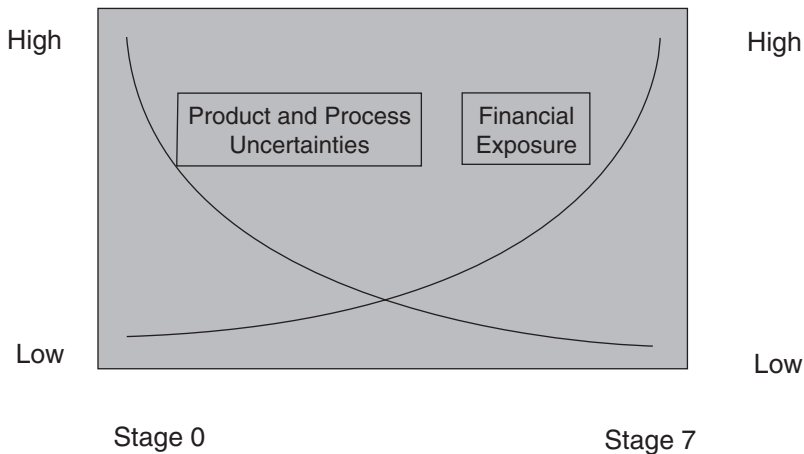 High
High
Product and Process
Uncertainties
Financial
Exposure
Low
Low
Stage 0
Stage 7